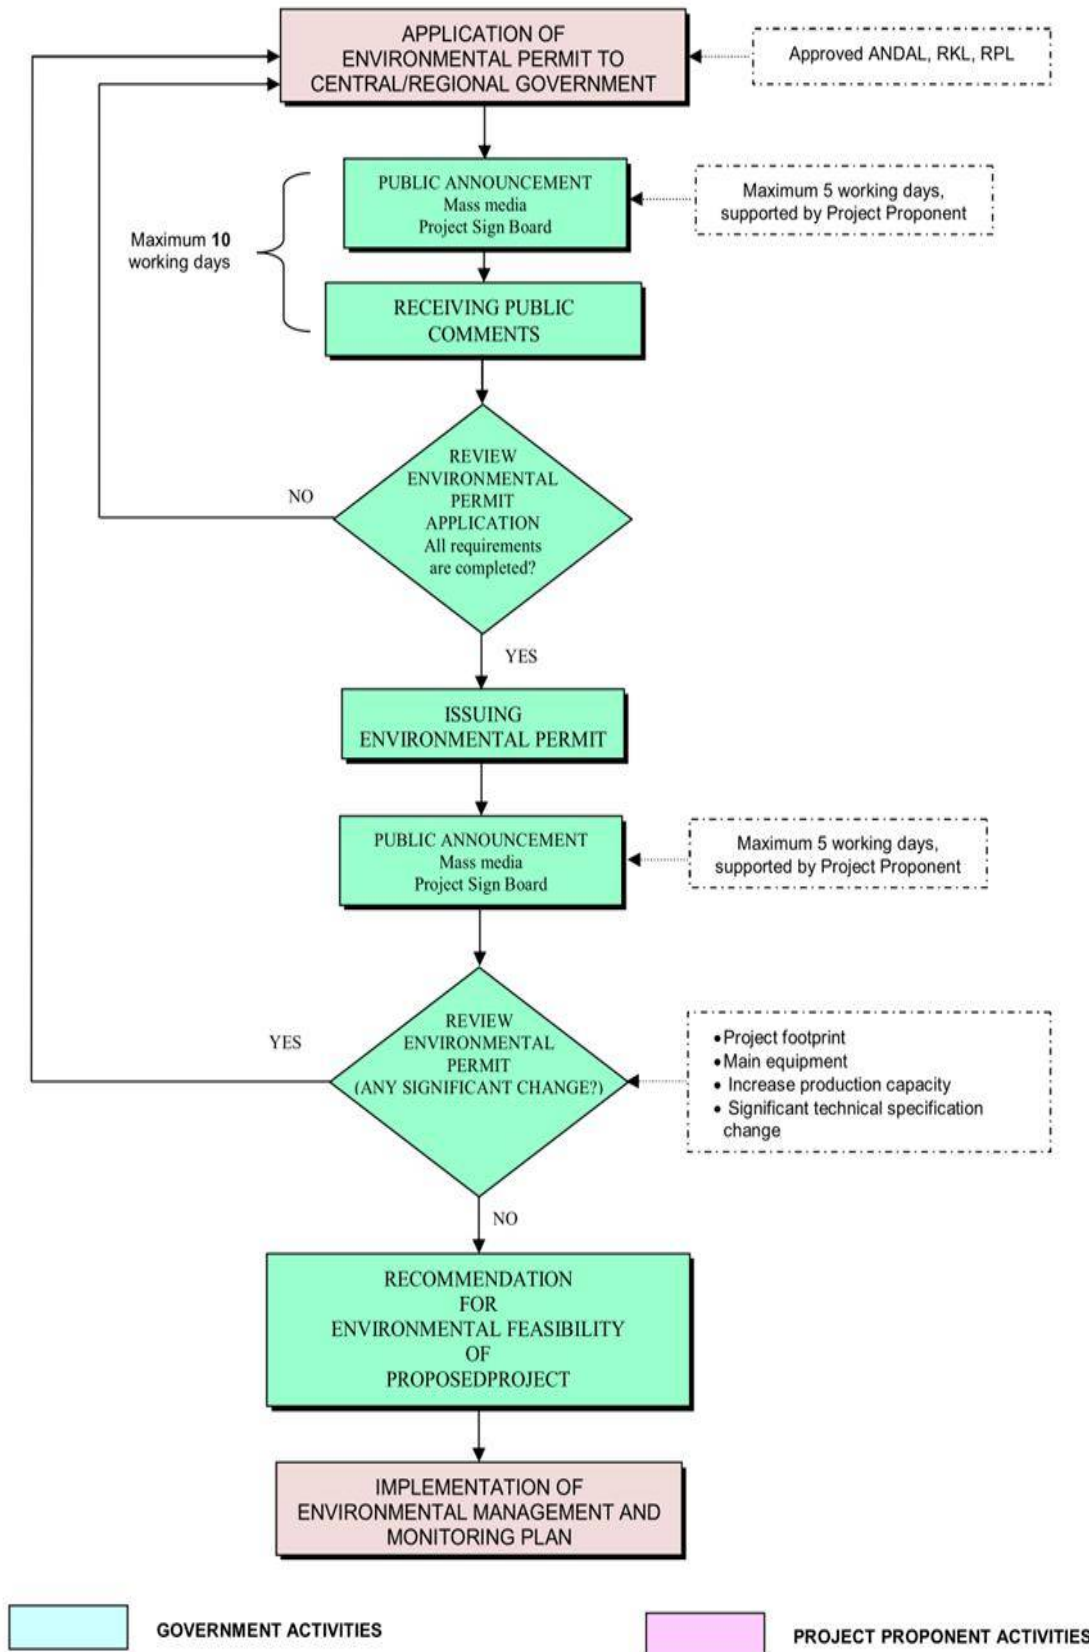 APPLICATION OF
ENVIRONMENTAL PERMIT TO
CENTRAL/REGIONAL GOVERNMENT
Approved ANDAL, RKL, RPL
PUBLIC ANNOUNCEMENT
Mass media
Project Sign Board
Maximum 5 working days,
supported by Project Proponent
Maximum 10
working days
RECEIVING PUBLIC
COMMENTS
REVIEW
ENVIRONMENTAL
PERMIT
APPLICATION
All requirements
are completed?
NO
YES
ISSUING
ENVIRONMENTAL PERMIT
PUBLIC ANNOUNCEMENT
Mass media
Project Sign Board
Maximum 5 working days,
supported by Project Proponent
REVIEW
ENVIRONMENTAL
PERMIT
(ANY SIGNIFICANT CHANGE?)
YES
•Project footprint
•Main equipment
• Increase production capacity
• Significant technical specification
change
NO
RECOMMENDATION
FOR
ENVIRONMENTAL FEASIBILITY
OF
PROPOSEDPROJECT
IMPLEMENTATION OF
ENVIRONMENTAL MANAGEMENT AND
MONITORING PLAN
GOVERNMENT ACTIVITIES
PROJECT PROPONENT ACTIVITIES